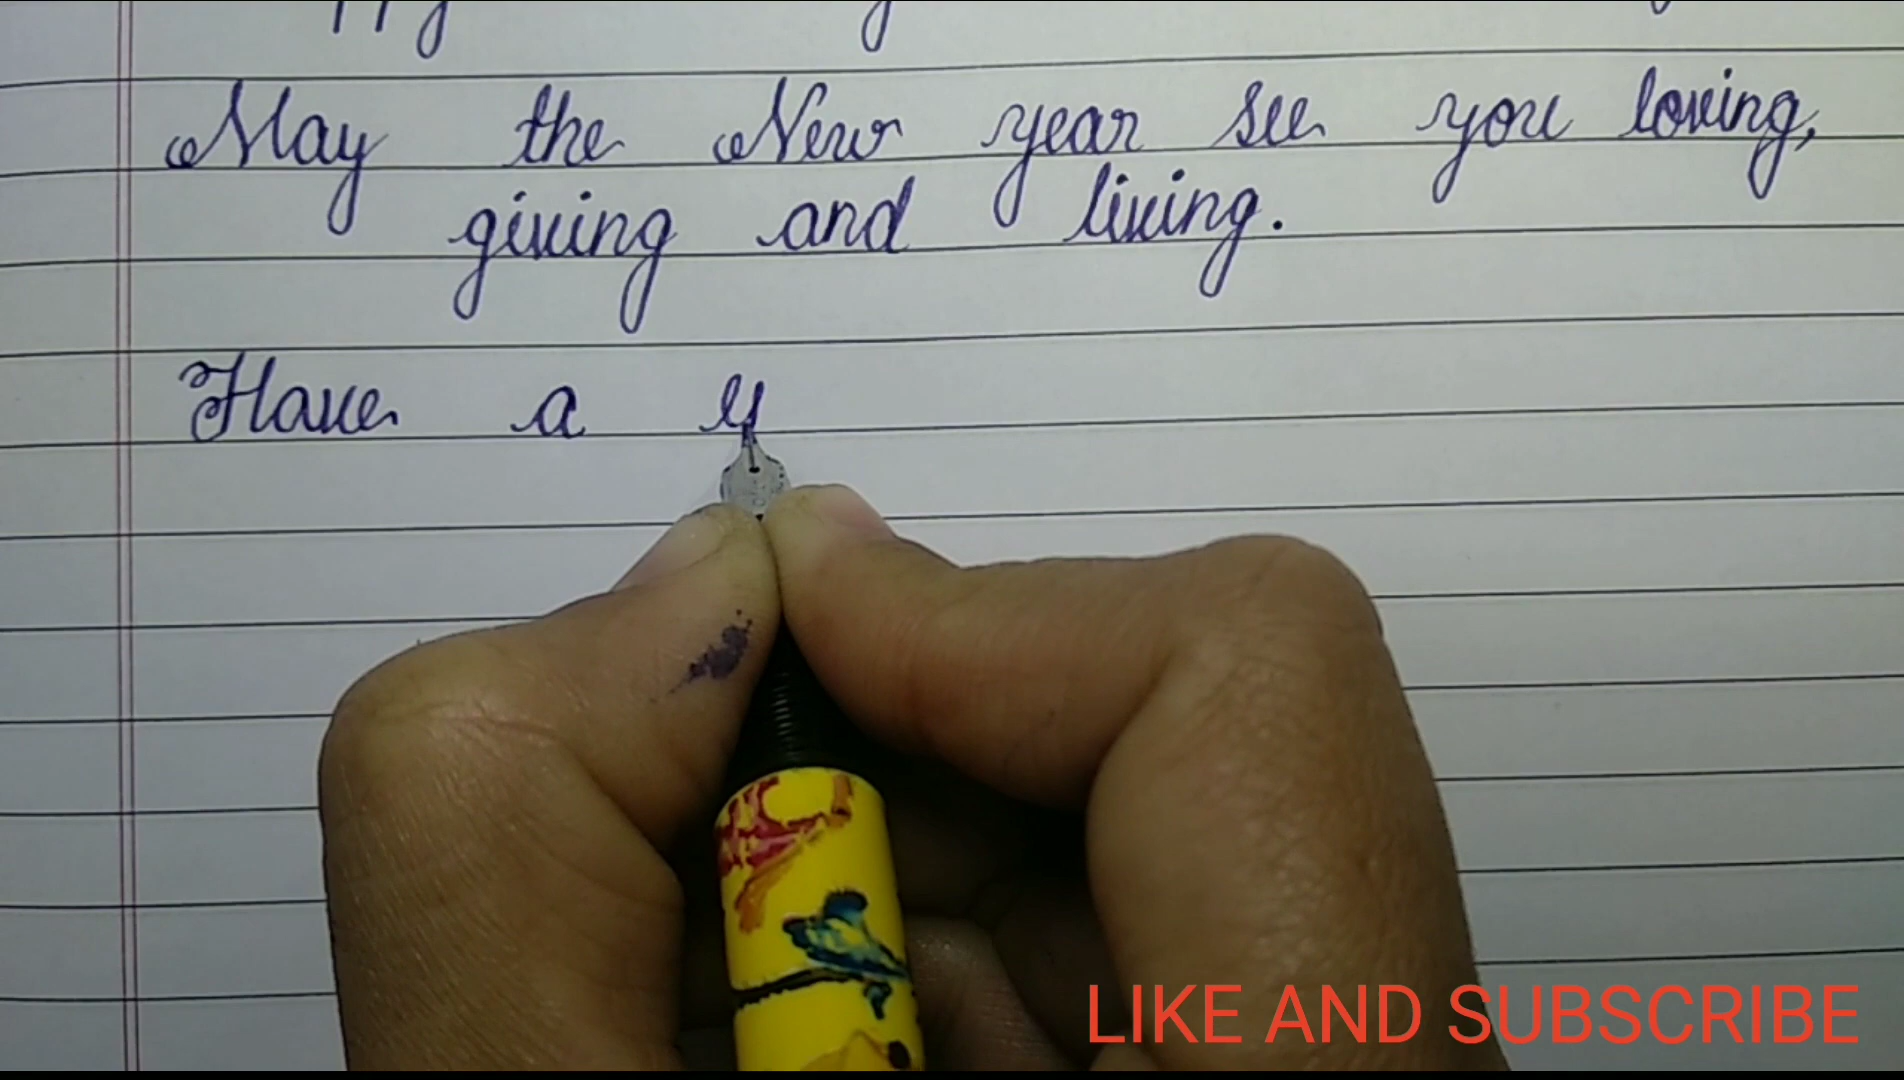 May the New year see you loving,
giving and living.
Have a y
LIKE AND SUBSCRIBE